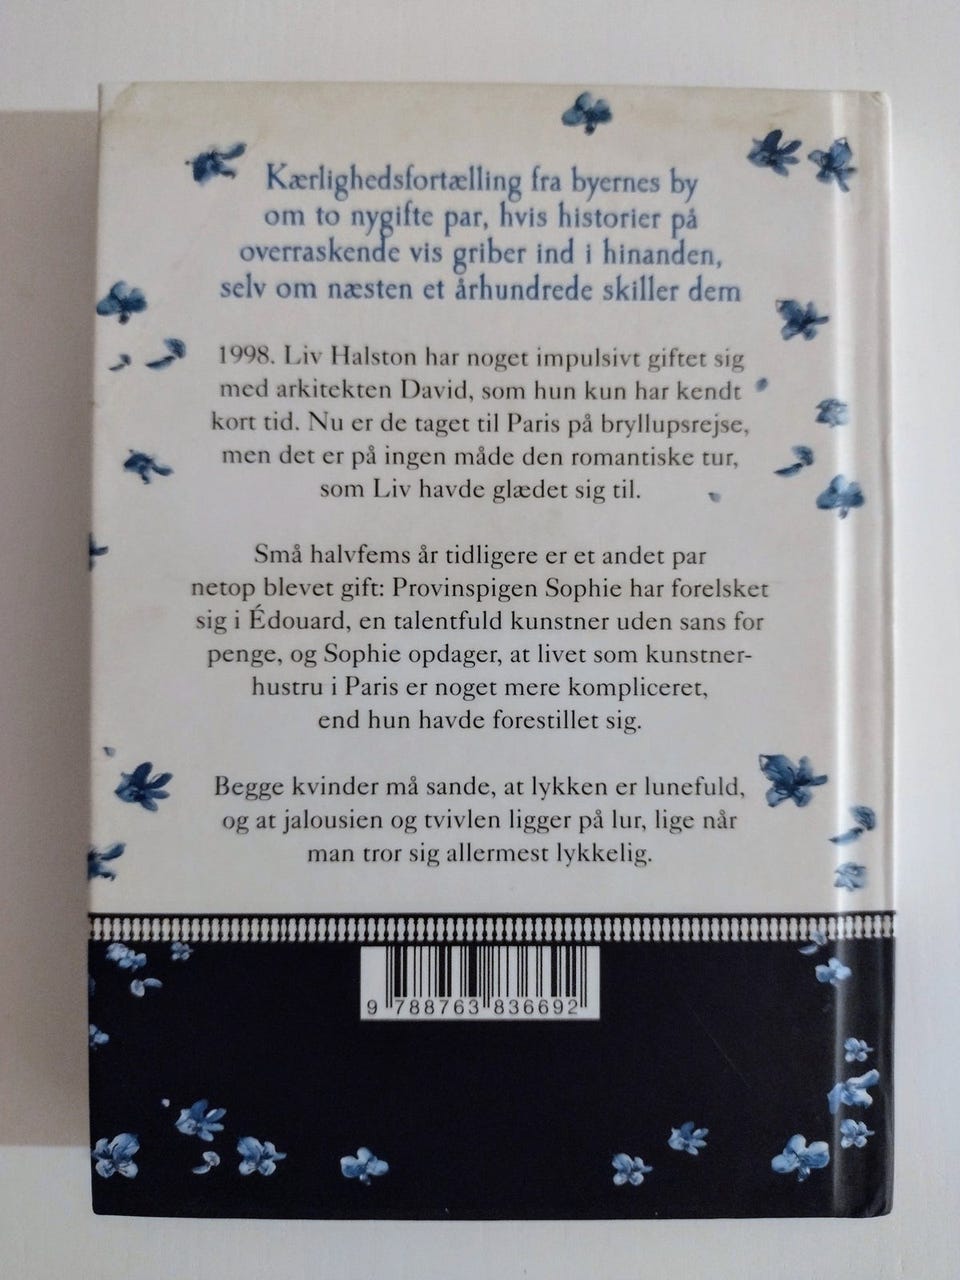 Kærlighedsfortælling fra byernes by
om to nygifte par, hvis historier på
overraskende vis griber ind i hinanden,
selv om næsten et århundrede skiller dem
1998. Liv Halston har noget impulsivt giftet sig
med arkitekten David, som hun kun har kendt
kort tid. Nu er de taget til Paris på bryllupsrejse,
men det er på ingen måde den romantiske tur,
som Liv havde glædet sig til.
Små halvfems år tidligere er et andet par
netop blevet gift: Provinspigen Sophie har forelsket
sig i Édouard, en talentfuld kunstner uden sans for
penge, og Sophie opdager, at livet som kunstner-
hustru i Paris er noget mere kompliceret,
end hun havde forestillet sig.
Begge kvinder må sande, at lykken er lunefuld,
og at jalousien og tvivlen ligger på lur, lige når
man tror sig allermest lykkelig.
9 788763 836692